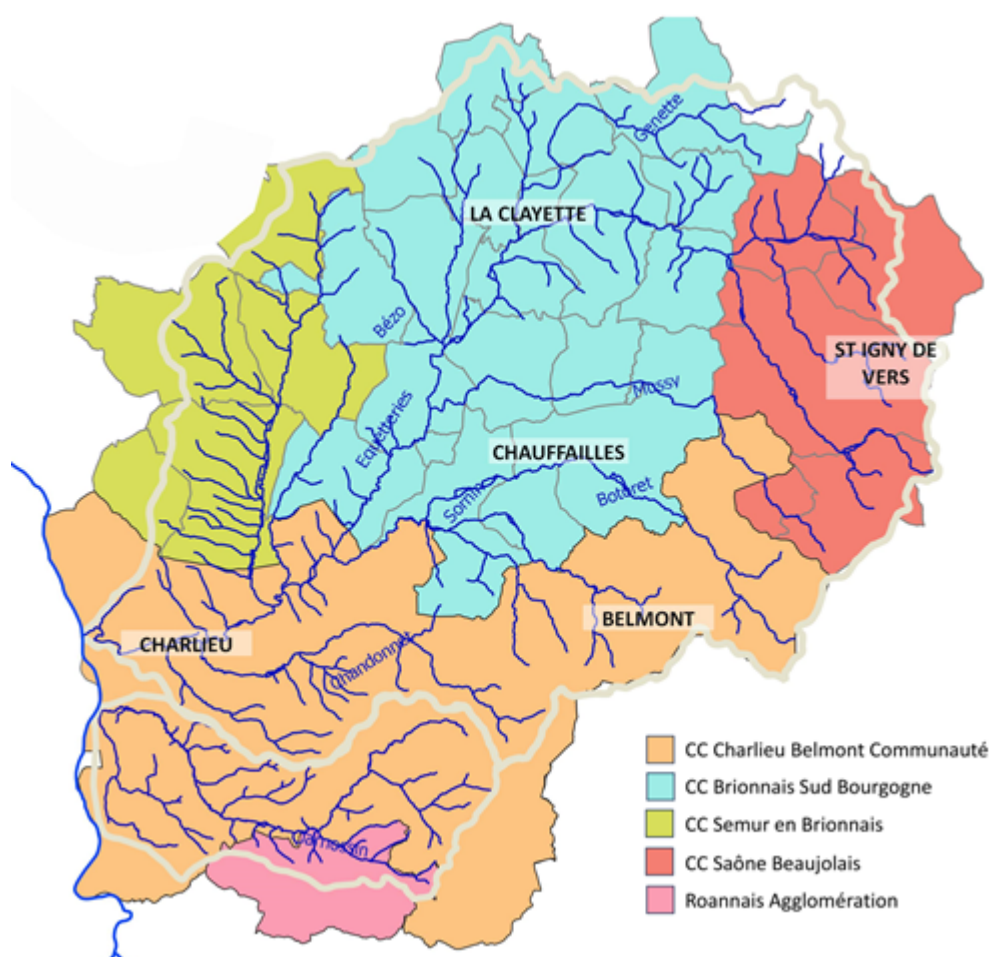 Genette
LA CLAYETTE
Bézo
ST IGNY DE
VERS
Mussy
Equetteries
CHAUFFAILLES
Botoret
Sornin
BELMONT
CHARLIEU
Chandonnet
Jarnossin
CC Charlieu Belmont Communauté
CC Brionnais Sud Bourgogne
CC Semur en Brionnais
CC Saône Beaujolais
Roannais Agglomération